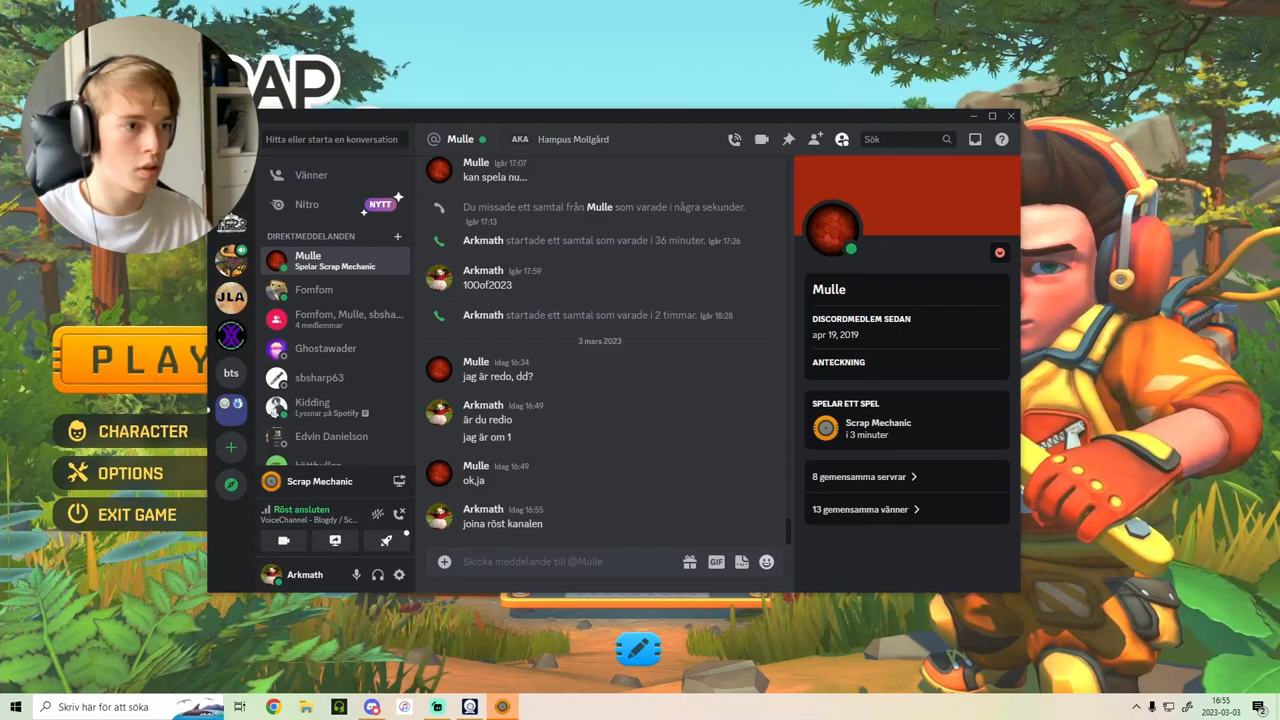 AP
PLAY
CHARACTER
OPTIONS
EXIT GAME
JLA
bts
Hitta eller starta en konversation
Vänner
Nitro
NYTT
DIREKTMEDDELANDEN
Mulle
Spelar Scrap Mechanic
Fomfom
Fomfom, Mulle, sbsha...
4 medlemmar
Ghostawader
sbsharp63
Kidding
Lyssnar på Spotify
Edvin Danielson
Scrap Mechanic
Röst ansluten
VoiceChannel - Blogdy / Sc...
Arkmath
Mulle
AKA Hampus Mollgård
Sök
Mulle Igår 17:07
kan spela nu...
Du missade ett samtal från Mulle som varade i några sekunder.
Igår 17:13
Arkmath startade ett samtal som varade i 36 minuter. Igår 17:26
Arkmath Igår 17:59
100of2023
Arkmath startade ett samtal som varade i 2 timmar. Igår 18:28
3 mars 2023
Mulle Idag 16:34
jag är redo, dd?
Arkmath Idag 16:49
är du redio
jag är om 1
Mulle Idag 16:49
ok,ja
Arkmath Idag 16:55
joina röst kanalen
Skicka meddelande till @Mulle
GIF
Mulle
DISCORDMEDLEM SEDAN
apr 19, 2019
ANTECKNING
SPELAR ETT SPEL
Scrap Mechanic
i 3 minuter
8 gemensamma servrar
13 gemensamma vänner
Skriv här för att söka
16:55
2023-03-03
2